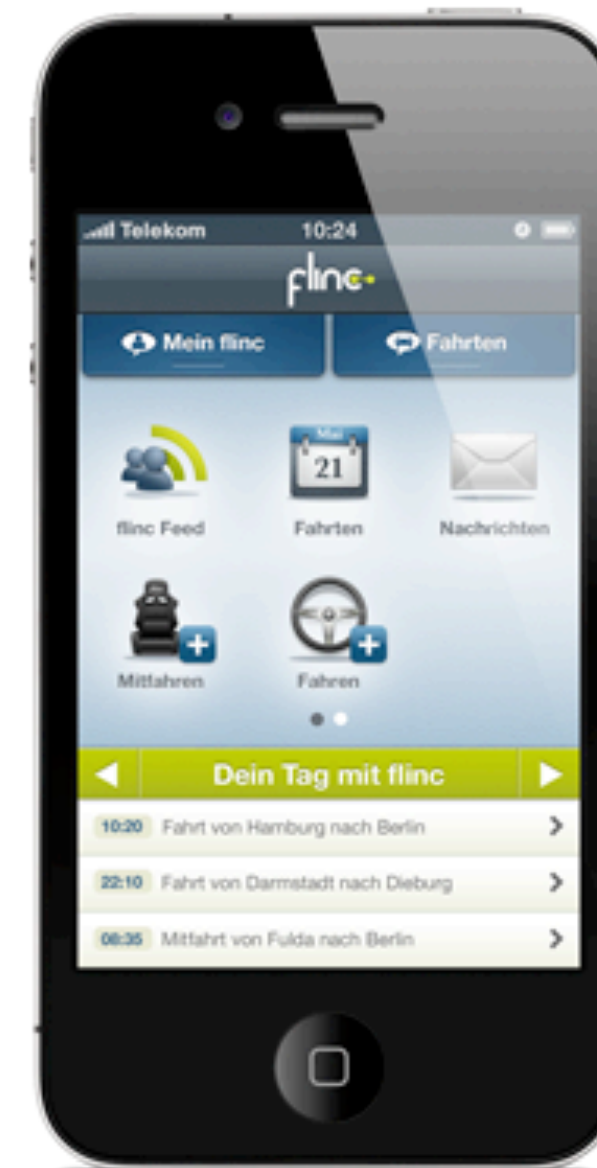 Telekom 10:24
flinc
Mein flinc Fahrten
Mai
21
flinc Feed Fahrten Nachrichten
Mitfahren Fahren
Dein Tag mit flinc
10:20 Fahrt von Hamburg nach Berlin
22:10 Fahrt von Darmstadt nach Dieburg
08:35 Mitfahrt von Fulda nach Berlin